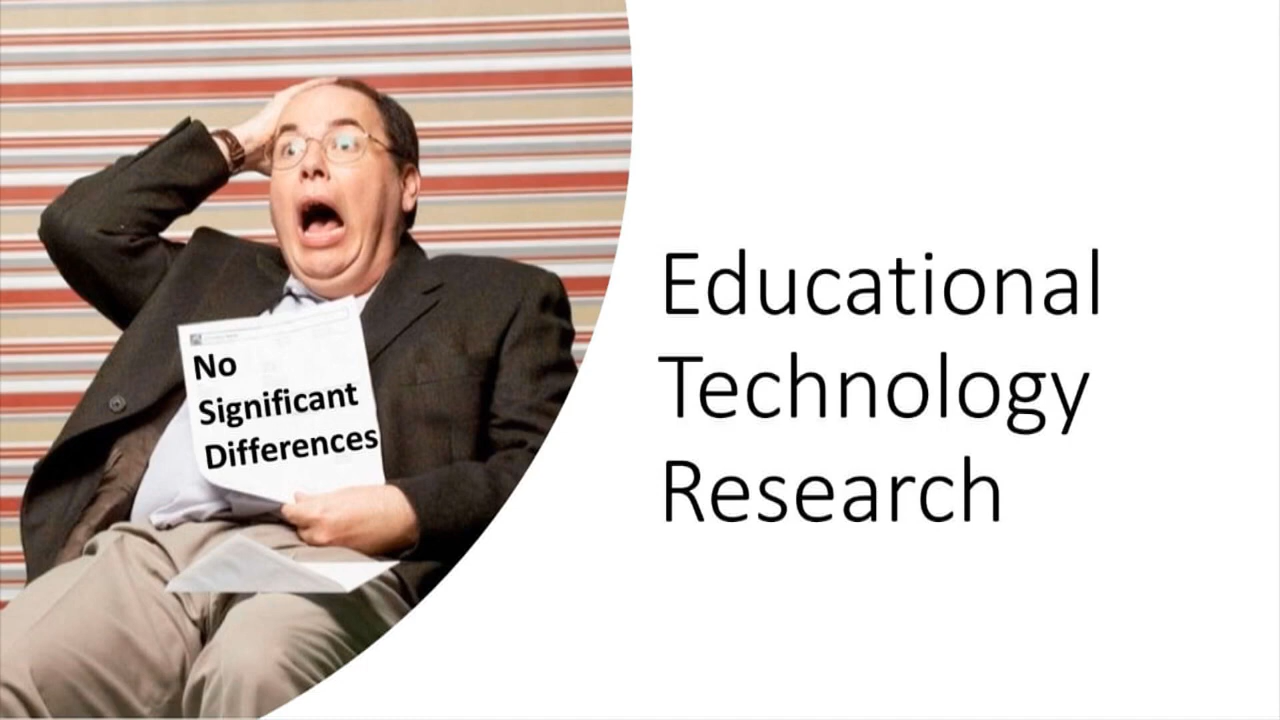 No
Significant
Differences
Educational
Technology
Research